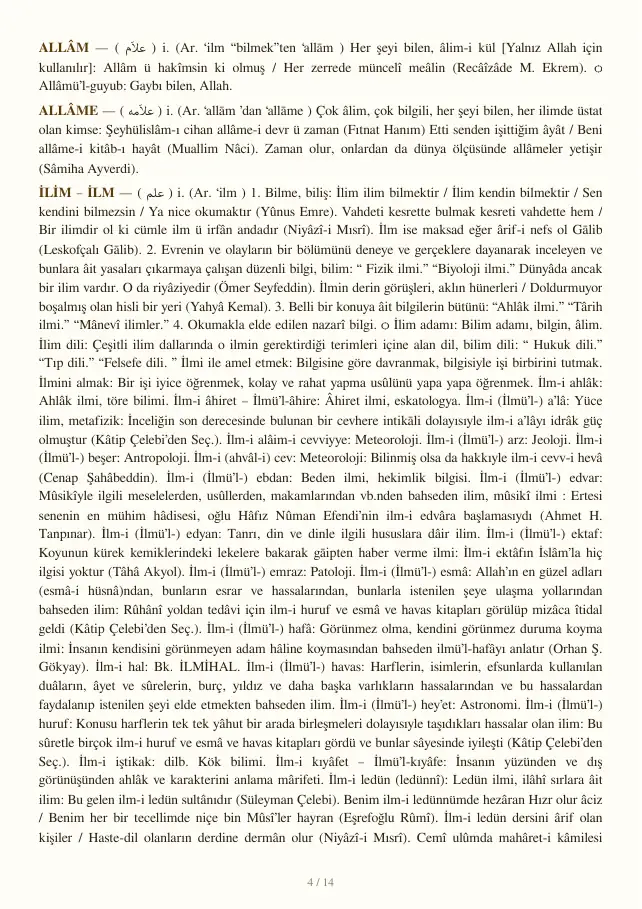 ALLÂM — ( علاّم ) i. (Ar. ‘ilm “bilmek”ten ‘allām ) Her şeyi bilen, âlim-i kül [Yalnız Allah için
kullanılır]: Allâm ü hakîmsin ki olmuş / Her zerrede müncelî meâlin (Recâîzâde M. Ekrem). ѻ
Allâmü’l-guyub: Gaybı bilen, Allah.
ALLÂME — ( علاّمه ) i. (Ar. ‘allām ’dan ‘allāme ) Çok âlim, çok bilgili, her şeyi bilen, her ilimde üstat
olan kimse: Şeyhülislâm-ı cihan allâme-i devr ü zaman (Fıtnat Hanım) Etti senden işittiğim âyât / Beni
allâme-i kitâb-ı hayât (Muallim Nâci). Zaman olur, onlardan da dünya ölçüsünde allâmeler yetişir
(Sâmiha Ayverdi).
İLİM – İLM — ( علم ) i. (Ar. ‘ilm ) 1. Bilme, biliş: İlim ilim bilmektir / İlim kendin bilmektir / Sen
kendini bilmezsin / Ya nice okumaktır (Yûnus Emre). Vahdeti kesrette bulmak kesreti vahdette hem /
Bir ilimdir ol ki cümle ilm ü irfân andadır (Niyâzî-i Mısrî). İlm ise maksad eğer ârif-i nefs ol Gālib
(Leskofçalı Gālib). 2. Evrenin ve olayların bir bölümünü deneye ve gerçeklere dayanarak inceleyen ve
bunlara âit yasaları çıkarmaya çalışan düzenli bilgi, bilim: “ Fizik ilmi.” “Biyoloji ilmi.” Dünyâda ancak
bir ilim vardır. O da riyâziyedir (Ömer Seyfeddin). İlmin derin görüşleri, aklın hünerleri / Doldurmuyor
boşalmış olan hisli bir yeri (Yahyâ Kemal). 3. Belli bir konuya âit bilgilerin bütünü: “Ahlâk ilmi.” “Târih
ilmi.” “Mânevî ilimler.” 4. Okumakla elde edilen nazarî bilgi. ѻ İlim adamı: Bilim adamı, bilgin, âlim.
İlim dili: Çeşitli ilim dallarında o ilmin gerektirdiği terimleri içine alan dil, bilim dili: “ Hukuk dili.”
“Tıp dili.” “Felsefe dili. ” İlmi ile amel etmek: Bilgisine göre davranmak, bilgisiyle işi birbirini tutmak.
İlmini almak: Bir işi iyice öğrenmek, kolay ve rahat yapma usûlünü yapa yapa öğrenmek. İlm-i ahlâk:
Ahlâk ilmi, töre bilimi. İlm-i âhiret – İlmü’l-âhire: Âhiret ilmi, eskatologya. İlm-i (İlmü’l-) a’lâ: Yüce
ilim, metafizik: İnceliğin son derecesinde bulunan bir cevhere intikāli dolayısıyle ilm-i a’lâyı idrâk güç
olmuştur (Kâtip Çelebi’den Seç.). İlm-i alâim-i cevviyye: Meteoroloji. İlm-i (İlmü’l-) arz: Jeoloji. İlm-i
(İlmü’l-) beşer: Antropoloji. İlm-i (ahvâl-i) cev: Meteoroloji: Bilinmiş olsa da hakkıyle ilm-i cevv-i hevâ
(Cenap Şahâbeddin). İlm-i (İlmü’l-) ebdan: Beden ilmi, hekimlik bilgisi. İlm-i (İlmü’l-) edvar:
Mûsikîyle ilgili meselelerden, usûllerden, makamlarından vb.nden bahseden ilim, mûsikî ilmi : Ertesi
senenin en mühim hâdisesi, oğlu Hâfız Nûman Efendi’nin ilm-i edvâra başlamasıydı (Ahmet H.
Tanpınar). İlm-i (İlmü’l-) edyan: Tanrı, din ve dinle ilgili hususlara dâir ilim. İlm-i (İlmü’l-) ektaf:
Koyunun kürek kemiklerindeki lekelere bakarak gāipten haber verme ilmi: İlm-i ektâfın İslâm’la hiç
ilgisi yoktur (Tâhâ Akyol). İlm-i (İlmü’l-) emraz: Patoloji. İlm-i (İlmü’l-) esmâ: Allah’ın en güzel adları
(esmâ-i hüsnâ)ndan, bunların esrar ve hassalarından, bunlarla istenilen şeye ulaşma yollarından
bahseden ilim: Rûhânî yoldan tedâvi için ilm-i huruf ve esmâ ve havas kitapları görülüp mizâca îtidal
geldi (Kâtip Çelebi’den Seç.). İlm-i (İlmü’l-) hafâ: Görünmez olma, kendini görünmez duruma koyma
ilmi: İnsanın kendisini görünmeyen adam hâline koymasından bahseden ilmü’l-hafâyı anlatır (Orhan Ş.
Gökyay). İlm-i hal: Bk. İLMİHAL. İlm-i (İlmü’l-) havas: Harflerin, isimlerin, efsunlarda kullanılan
duâların, âyet ve sûrelerin, burç, yıldız ve daha başka varlıkların hassalarından ve bu hassalardan
faydalanıp istenilen şeyi elde etmekten bahseden ilim. İlm-i (İlmü’l-) hey’et: Astronomi. İlm-i (İlmü’l-)
huruf: Konusu harflerin tek tek yâhut bir arada birleşmeleri dolayısıyle taşıdıkları hassalar olan ilim: Bu
sûretle birçok ilm-i huruf ve esmâ ve havas kitapları gördü ve bunlar sâyesinde iyileşti (Kâtip Çelebi’den
Seç.). İlm-i iştikak: dilb. Kök bilimi. İlm-i kıyâfet – İlmü’l-kıyâfe: İnsanın yüzünden ve dış
görünüşünden ahlâk ve karakterini anlama mârifeti. İlm-i ledün (ledünnî): Ledün ilmi, ilâhî sırlara âit
ilim: Bu gelen ilm-i ledün sultânıdır (Süleyman Çelebi). Benim ilm-i ledünnümde hezâran Hızr olur âciz
/ Benim her bir tecellimde niçe bin Mûsî’ler hayran (Eşrefoğlu Rûmî). İlm-i ledün dersini ârif olan
kişiler / Haste-dil olanların derdine dermân olur (Niyâzî-i Mısrî). Cemî ulûmda mahâret-i kâmilesi
4 / 14